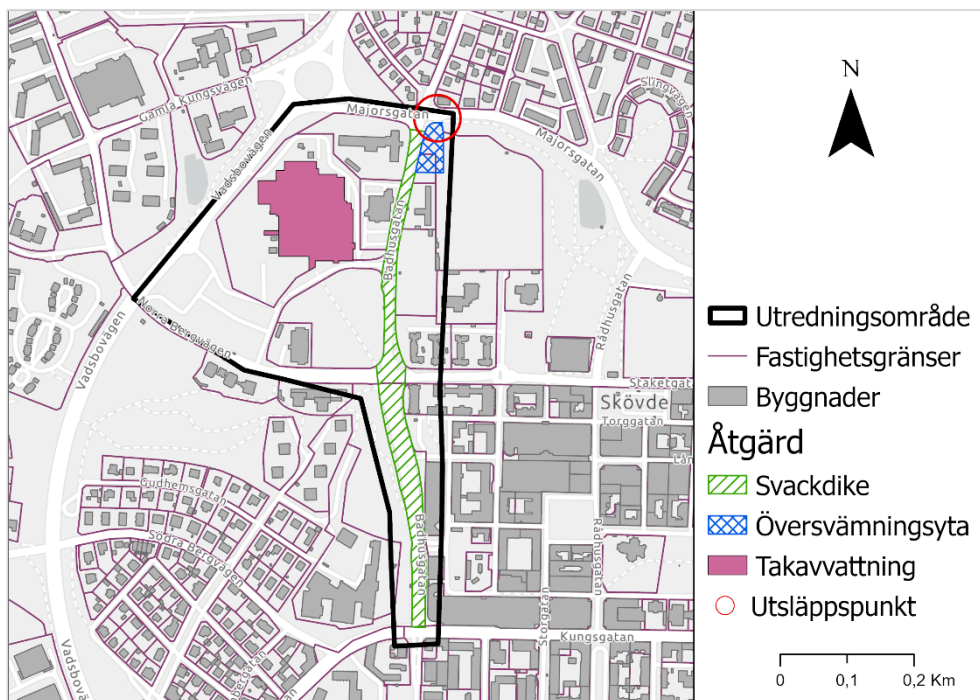 Gamla Kungsvägen
Majorsgatan
Slingvägen
Majorsgatan
Vadsbovägen
Badhusgatan
Rådhusgatan
Norra Bergvägen
Vadsbovägen
Staketgat
Skövde
Torggatan
Gudhemsgatan
Södra Bergvägen
Badhusgatan
Rådhusgatan
Storgatan
Kungsgatan
Vadsbovägen
N
Utredningsområde
Fastighetsgränser
Byggnader
Åtgärd
Svackdike
Översvämningsyta
Takavvattning
Utsläppspunkt
0
0,1
0,2 Km